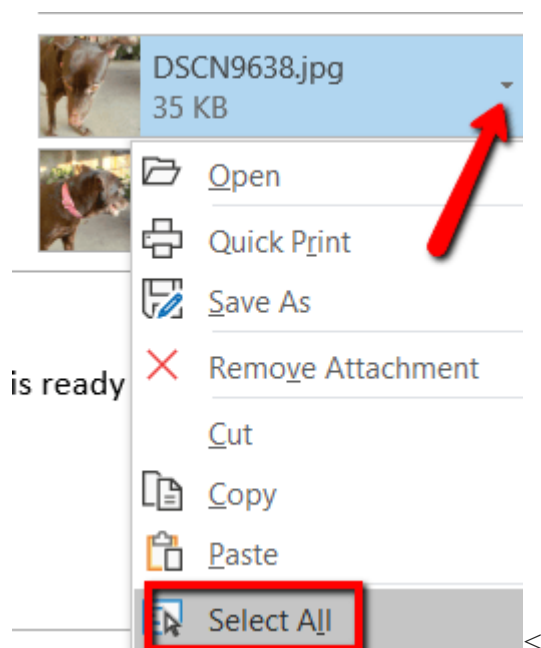 DSCN9638.jpg
35 KB
Open
Quick Print
Save As
Remove Attachment
is ready
Cut
Copy
Paste
Select All
<